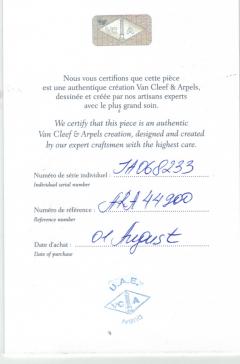 V C A
Nous vous certifions que cette pièce
est une authentique création Van Cleef & Arpels,
dessinée et créée par nos artisans experts
avec le plus grand soin.
We certify that this piece is an authentic
Van Cleef & Arpels creation, designed and created
by our expert craftsmen with the highest care.
Numéro de série individuel : JA068233
Individual serial number
Numéro de référence : ARA 44900
Reference number
Date d'achat : 01 August
Date of purchase
U.A.E.
VC A